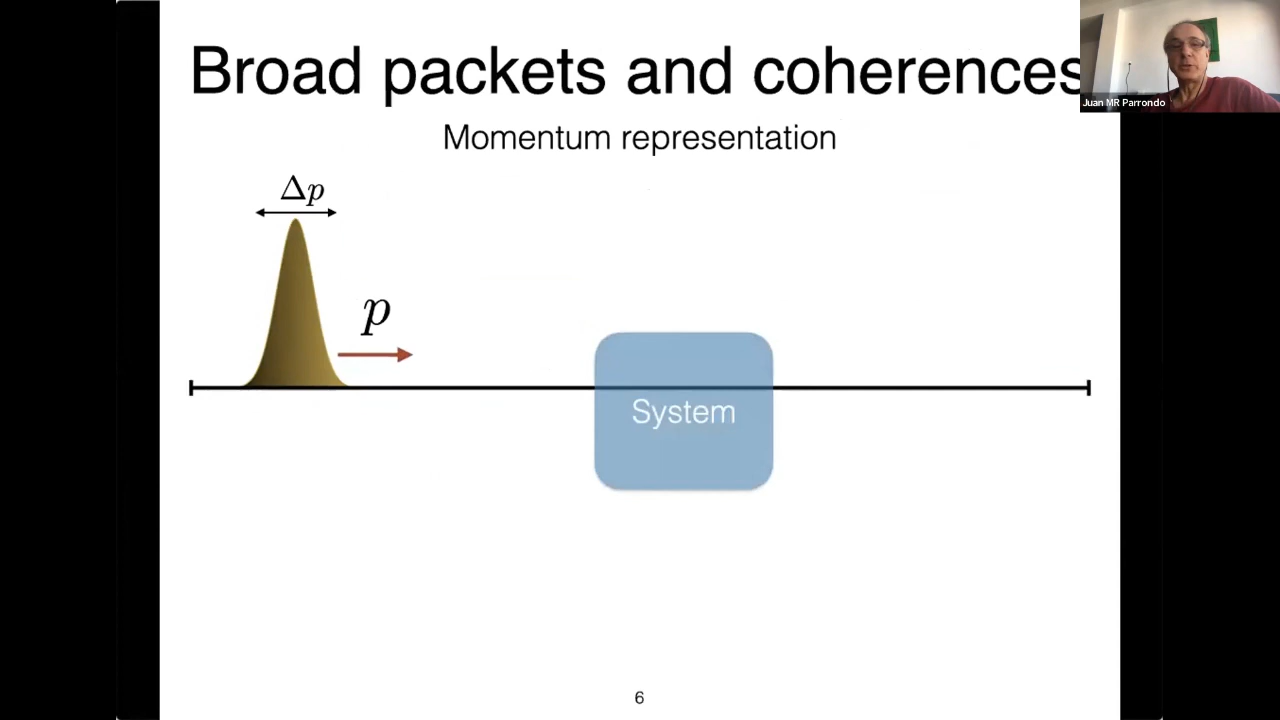 Broad packets and coherences
Juan MR Parrondo
Momentum representation
Δp
p
System
6